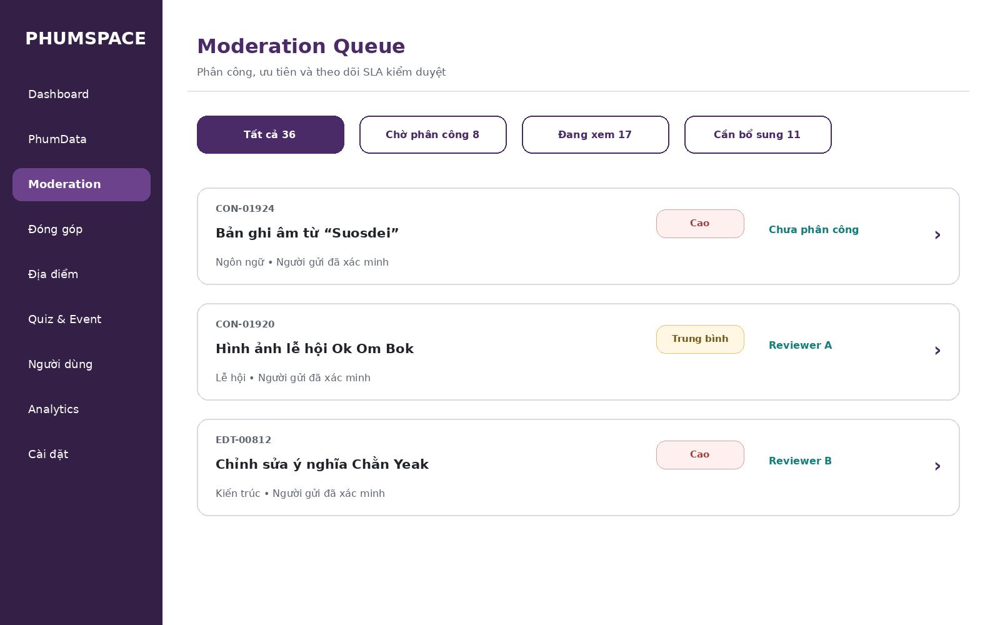 PHUMSPACE
Dashboard
PhumData
Moderation
Đóng góp
Địa điểm
Quiz & Event
Người dùng
Analytics
Cài đặt
Moderation Queue
Phân công, ưu tiên và theo dõi SLA kiểm duyệt
Tất cả 36
Chờ phân công 8
Đang xem 17
Cần bổ sung 11
CON-01924
Bản ghi âm từ “Suosdei”
Ngôn ngữ • Người gửi đã xác minh
Cao
Chưa phân công
›
CON-01920
Hình ảnh lễ hội Ok Om Bok
Lễ hội • Người gửi đã xác minh
Trung bình
Reviewer A
›
EDT-00812
Chỉnh sửa ý nghĩa Chằn Yeak
Kiến trúc • Người gửi đã xác minh
Cao
Reviewer B
›